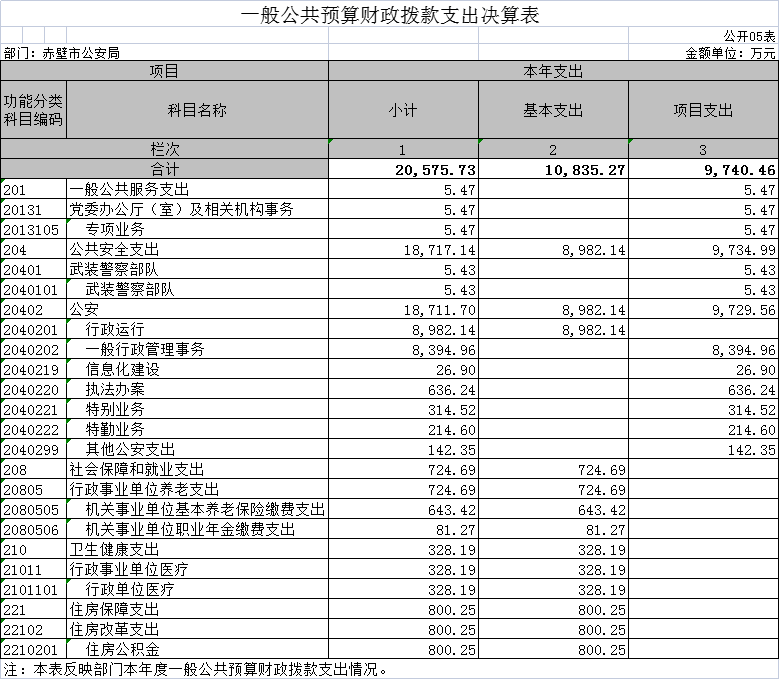 一般公共预算财政拨款支出决算表
公开05表
部门：赤壁市公安局 金额单位：万元
项目 本年支出
功能分类科目编码 科目名称 小计 基本支出 项目支出
栏次 1 2 3
合计 20,575.73 10,835.27 9,740.46
201 一般公共服务支出 5.47 5.47
20131 党委办公厅（室）及相关机构事务 5.47 5.47
2013105 专项业务 5.47 5.47
204 公共安全支出 18,717.14 8,982.14 9,734.99
20401 武装警察部队 5.43 5.43
2040101 武装警察部队 5.43 5.43
20402 公安 18,711.70 8,982.14 9,729.56
2040201 行政运行 8,982.14 8,982.14
2040202 一般行政管理事务 8,394.96 8,394.96
2040219 信息化建设 26.90 26.90
2040220 执法办案 636.24 636.24
2040221 特别业务 314.52 314.52
2040222 特勤业务 214.60 214.60
2040299 其他公安支出 142.35 142.35
208 社会保障和就业支出 724.69 724.69
20805 行政事业单位养老支出 724.69 724.69
2080505 机关事业单位基本养老保险缴费支出 643.42 643.42
2080506 机关事业单位职业年金缴费支出 81.27 81.27
210 卫生健康支出 328.19 328.19
21011 行政事业单位医疗 328.19 328.19
2101101 行政单位医疗 328.19 328.19
221 住房保障支出 800.25 800.25
22102 住房改革支出 800.25 800.25
2210201 住房公积金 800.25 800.25
注：本表反映部门本年度一般公共预算财政拨款支出情况。